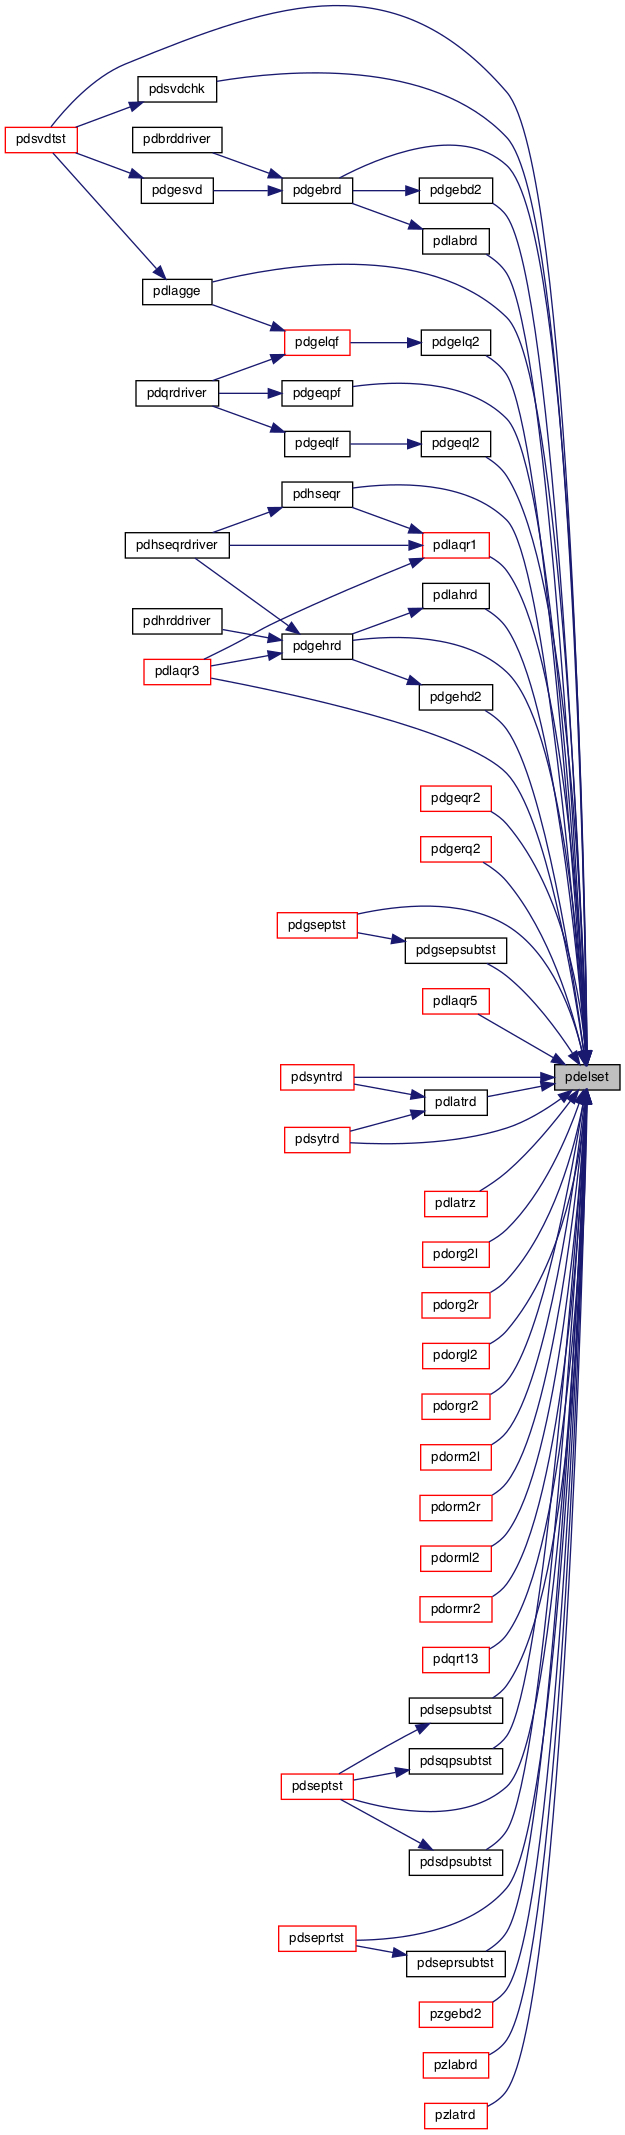 pdsvdchk
pdsvdtst
pdbrddriver
pdgesvd
pdgebrd
pdgebd2
pdlabrd
pdlagge
pdgelqf
pdgelq2
pdqrdriver
pdgeqpf
pdgeqlf
pdgeql2
pdhseqr
pdhseqrdriver
pdlaqr1
pdlahrd
pdhrddriver
pdgehrd
pdlaqr3
pdgehd2
pdgeqr2
pdgerq2
pdgseptst
pdgsepsubtst
pdlaqr5
pdelset
pdsyntrd
pdlatrd
pdsytrd
pdlatrz
pdorg2l
pdorg2r
pdorgl2
pdorgr2
pdorm2l
pdorm2r
pdorml2
pdormr2
pdqrt13
pdsepsubtst
pdsqpsubtst
pdseptst
pdsdpsubtst
pdseprtst
pdseprsubtst
pzgebd2
pzlabrd
pzlatrd